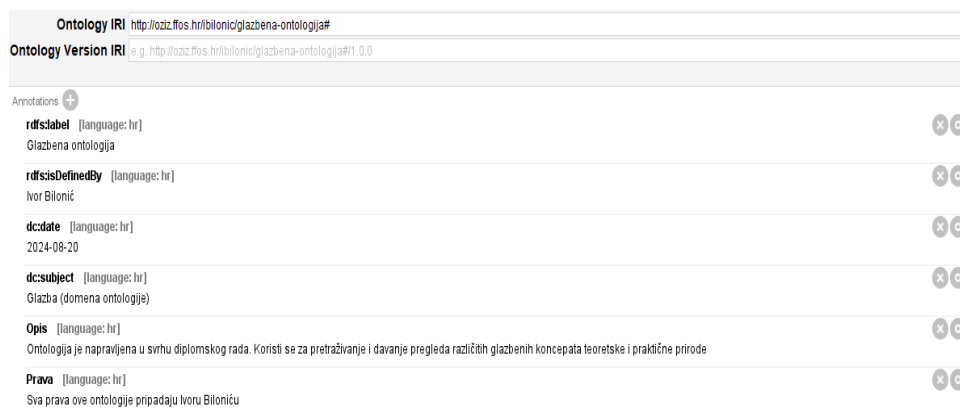 Ontology IRI http://oziz.ffos.hr/ibilonic/glazbena-ontologija#
Ontology Version IRI e.g. http://oziz.ffos.hr/ibilonic/glazbena-ontologija#/1.0.0
Annotations
rdfs:label [language: hr]
Glazbena ontologija
rdfs:isDefinedBy [language: hr]
Ivor Bilonić
dc:date [language: hr]
2024-08-20
dc:subject [language: hr]
Glazba (domena ontologije)
Opis [language: hr]
Ontologija je napravljena u svrhu diplomskog rada. Koristi se za pretraživanje i davanje pregleda različitih glazbenih koncepata teoretske i praktične prirode
Prava [language: hr]
Sva prava ove ontologije pripadaju Ivoru Biloniću